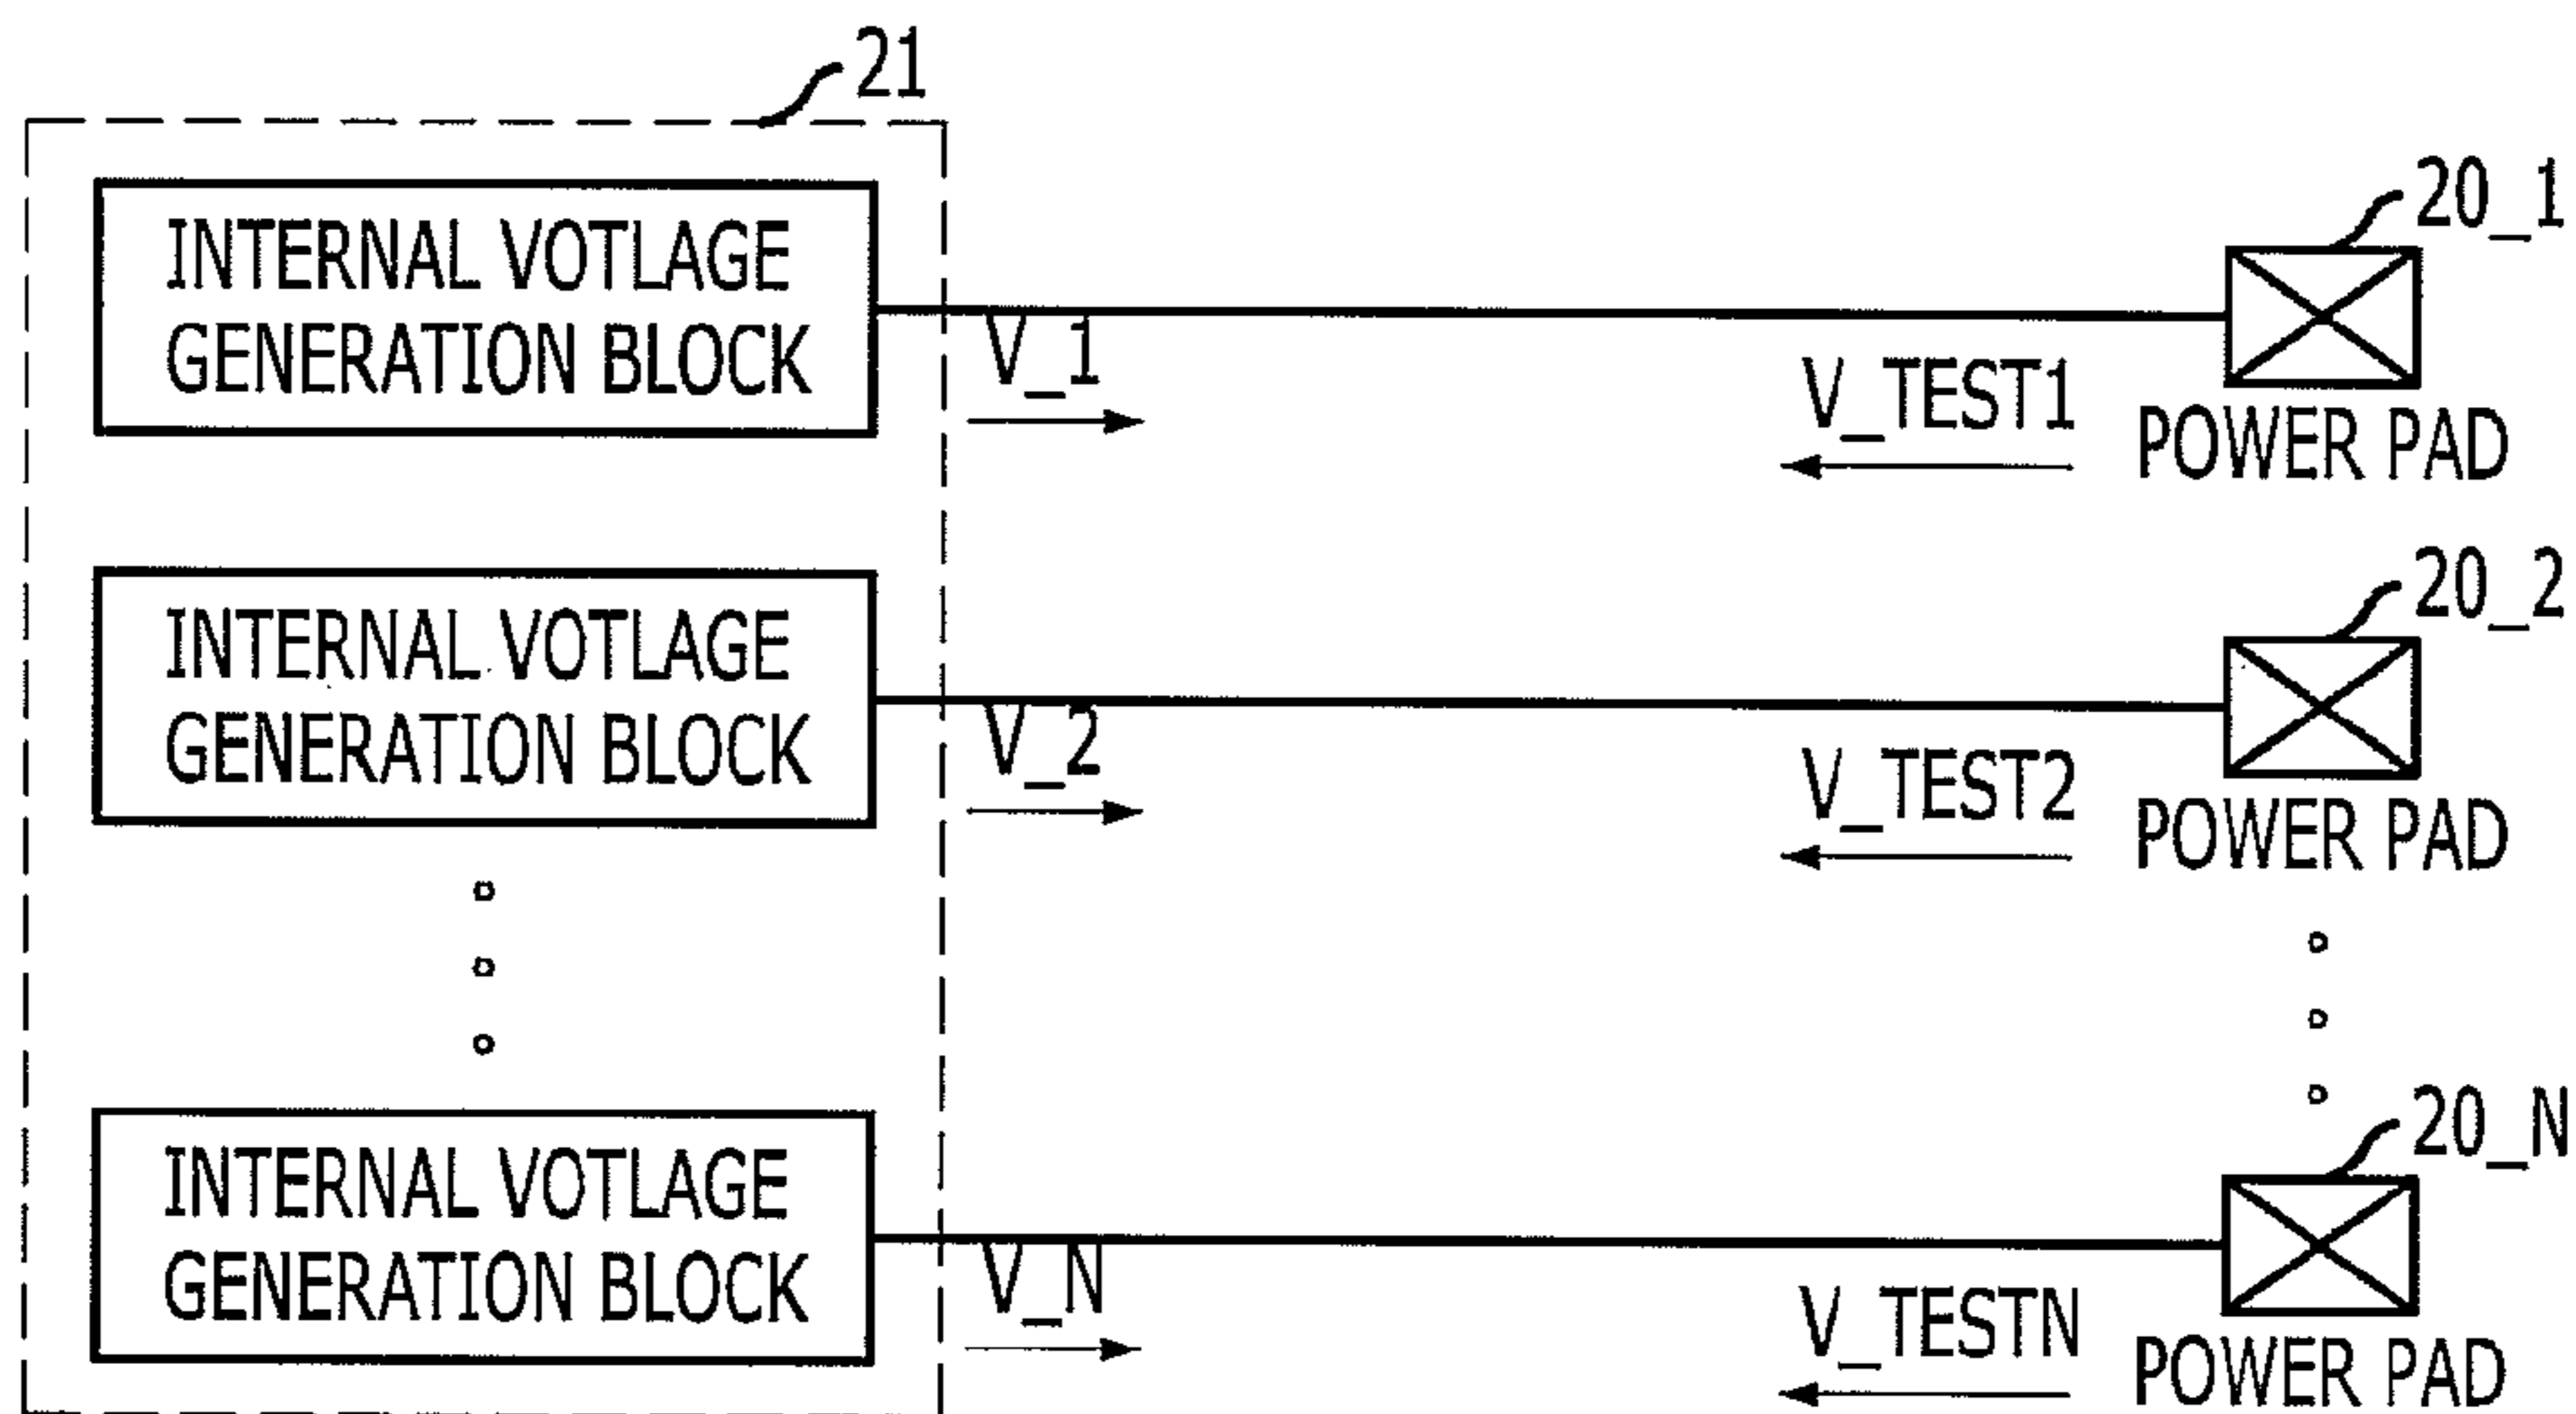 21
INTERNAL VOTLAGE
GENERATION BLOCK
V_1
V_TEST1
20_1
POWER PAD
INTERNAL VOTLAGE
GENERATION BLOCK
V_2
V_TEST2
20_2
POWER PAD
INTERNAL VOTLAGE
GENERATION BLOCK
V_N
V_TESTN
20_N
POWER PAD